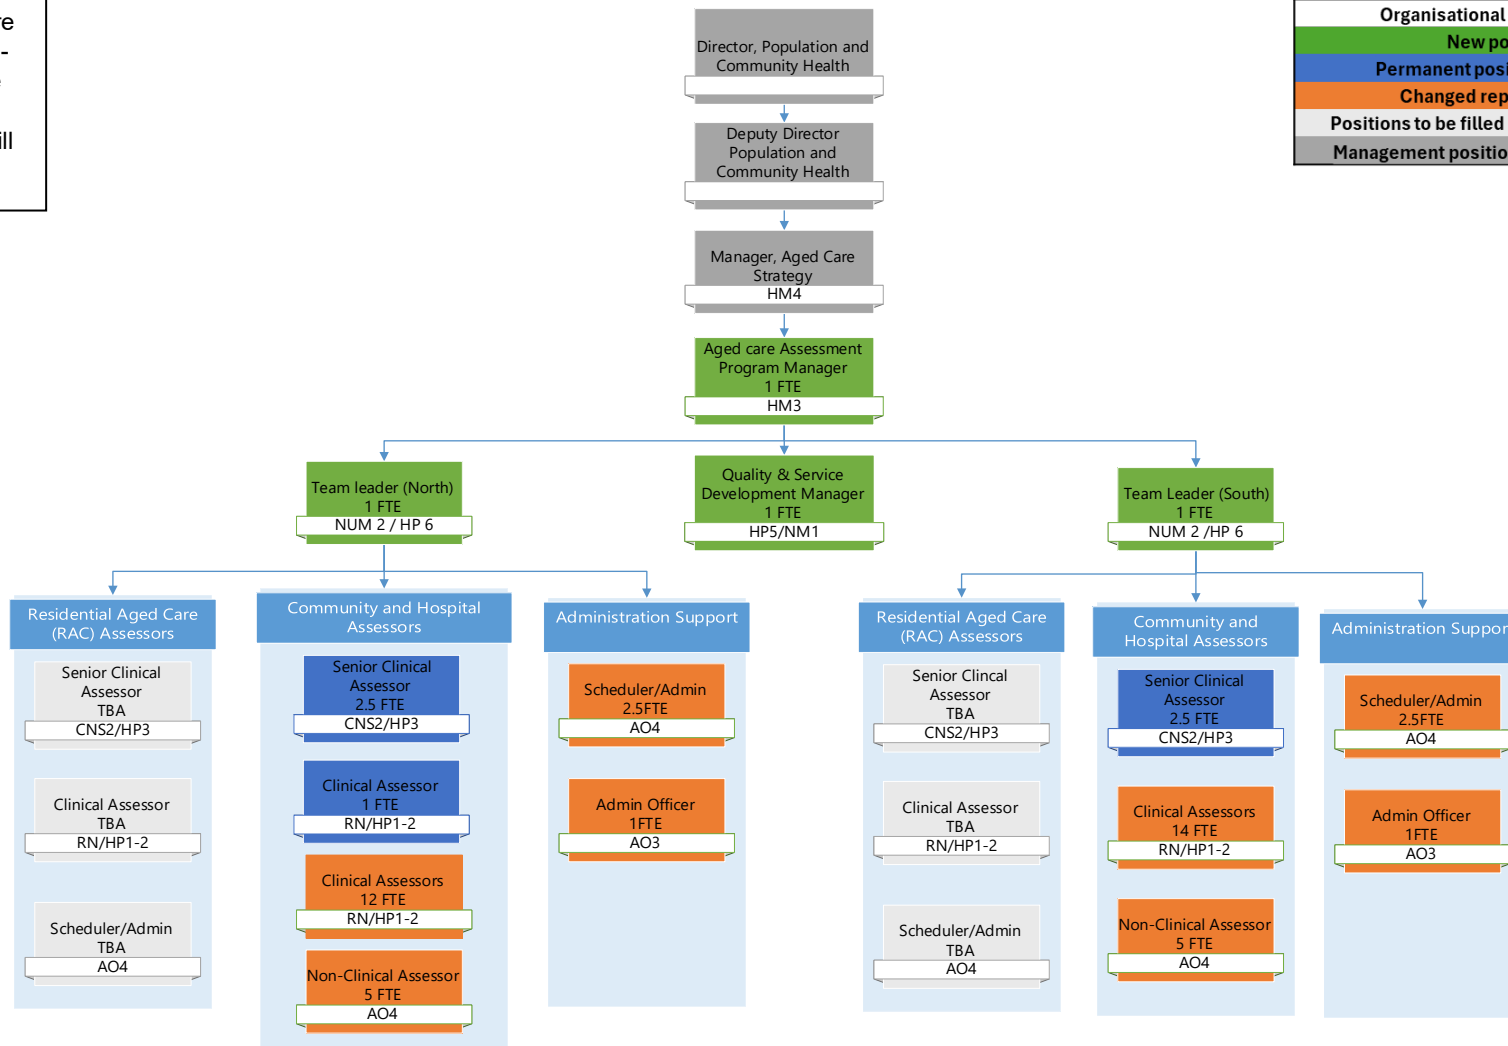 re
-
ill
Organisational
New po
Permanent posi
Changed rep
Positions to be filled
Management positio
Director, Population and
Community Health
Deputy Director
Population and
Community Health
Manager, Aged Care
Strategy
HM4
Aged care Assessment
Program Manager
1 FTE
HM3
Team leader (North)
1 FTE
NUM 2 / HP 6
Quality & Service
Development Manager
1 FTE
HP5/NM1
Team Leader (South)
1 FTE
NUM 2 /HP 6
Residential Aged Care
(RAC) Assessors
Senior Clinical
Assessor
TBA
CNS2/HP3
Clinical Assessor
TBA
RN/HP1-2
Scheduler/Admin
TBA
AO4
Community and Hospital
Assessors
Senior Clinical
Assessor
2.5 FTE
CNS2/HP3
Clinical Assessor
1 FTE
RN/HP1-2
Clinical Assessors
12 FTE
RN/HP1-2
Non-Clinical Assessor
5 FTE
AO4
Administration Support
Scheduler/Admin
2.5FTE
AO4
Admin Officer
1FTE
AO3
Residential Aged Care
(RAC) Assessors
Senior Clincal
Assessor
TBA
CNS2/HP3
Clinical Assessor
TBA
RN/HP1-2
Scheduler/Admin
TBA
AO4
Community and
Hospital Assessors
Senior Clinical
Assessor
2.5 FTE
CNS2/HP3
Clinical Assessors
14 FTE
RN/HP1-2
Non-Clinical Assessor
5 FTE
AO4
Administration Support
Scheduler/Admin
2.5FTE
AO4
Admin Officer
1FTE
AO3